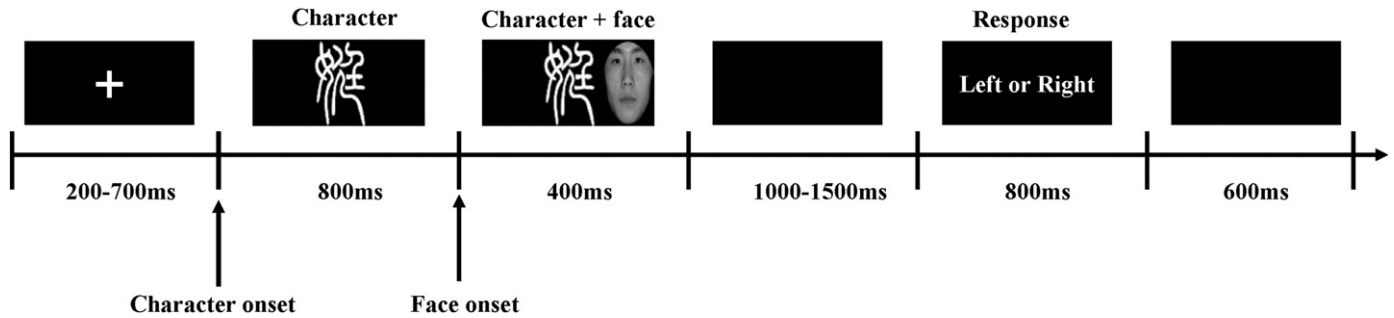 Character
Character + face
Response
Left or Right
200-700ms
800ms
400ms
1000-1500ms
800ms
600ms
Character onset
Face onset